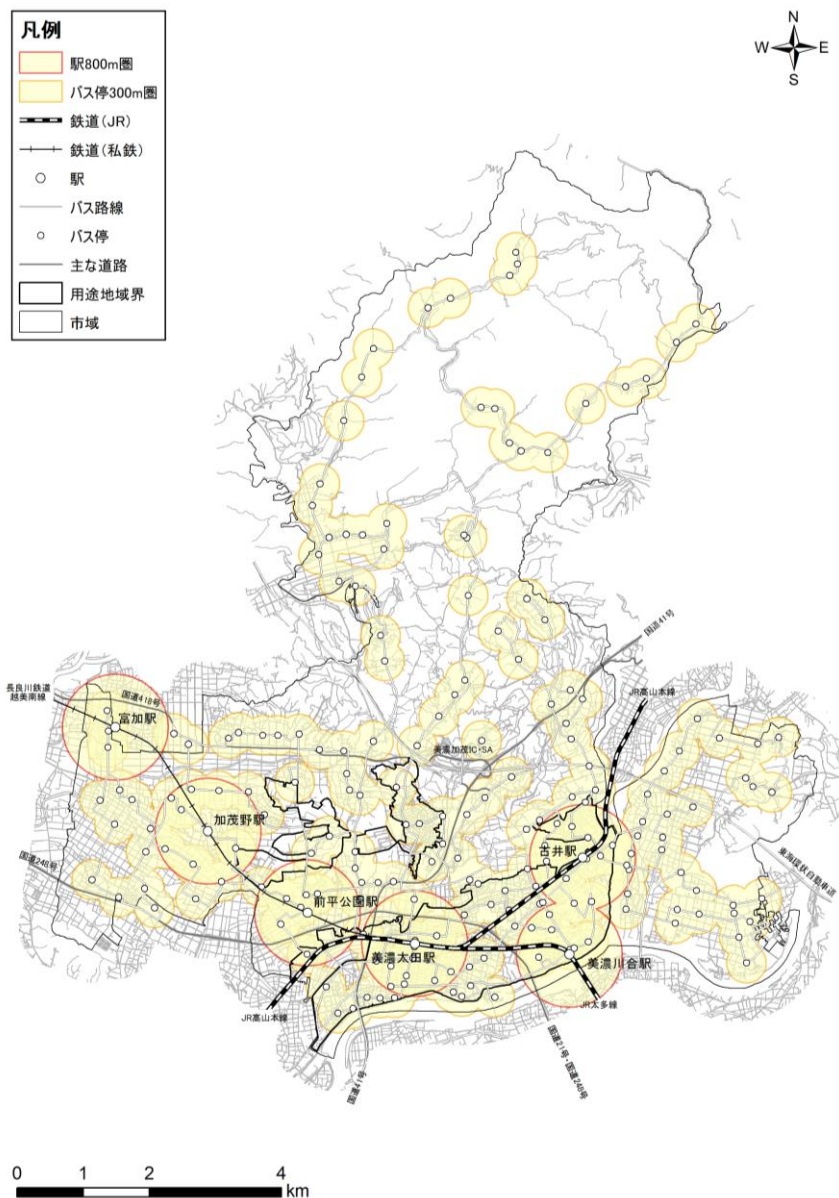 凡例
駅800m圏
バス停300m圏
鉄道(JR)
鉄道(私鉄)
駅
バス路線
バス停
主な道路
用途地域界
市域
N
W
E
S
国道41号
長良川鉄道
越美南線
国道418号
JR高山本線
富加駅
美濃加茂IC・SA
加茂野駅
古井駅
東海環状自動車道
国道248号
前平公園駅
美濃太田駅
美濃川合駅
JR高山本線
JR太多線
国道41号
国道21号・国道248号
0
1
2
4
km